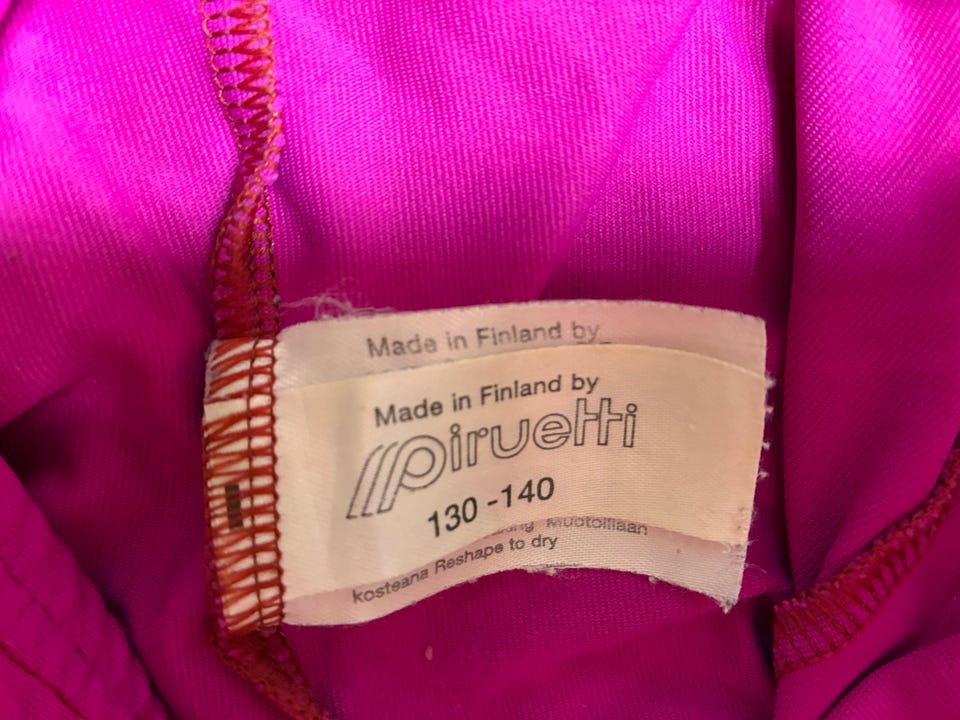 Made in Finland by
Made in Finland by
Piruetti
130 -140
Muotoillaan
kosteana Reshape to dry